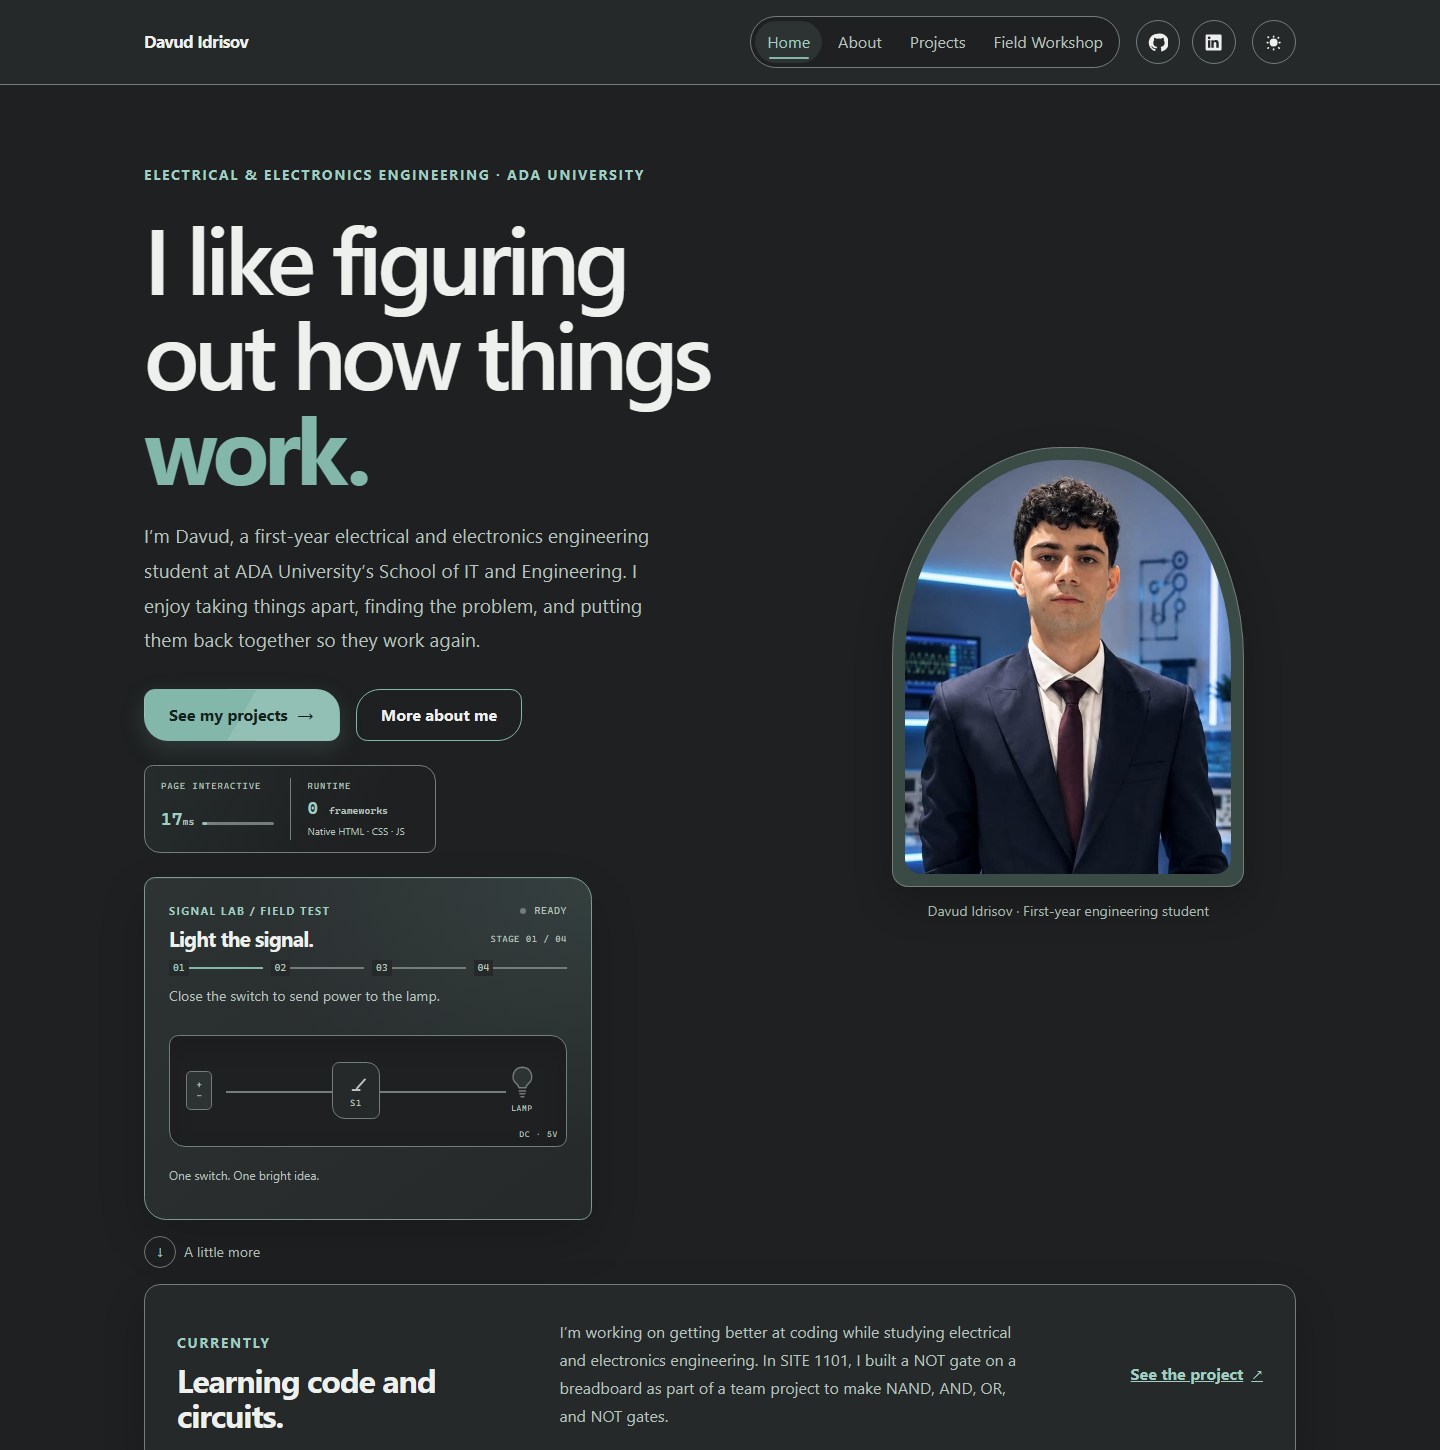 Davud Idrisov
Home
About
Projects
Field Workshop
ELECTRICAL & ELECTRONICS ENGINEERING · ADA UNIVERSITY
I like figuring
out how things
work.
I’m Davud, a first-year electrical and electronics engineering
student at ADA University’s School of IT and Engineering. I
enjoy taking things apart, finding the problem, and putting
them back together so they work again.
See my projects →
More about me
PAGE INTERACTIVE
17ms
RUNTIME
0 frameworks
Native HTML · CSS · JS
SIGNAL LAB / FIELD TEST
READY
Light the signal.
STAGE 01 / 04
01
02
03
04
Close the switch to send power to the lamp.
+
−
S1
LAMP
DC · 5V
One switch. One bright idea.
Davud Idrisov · First-year engineering student
↓ A little more
CURRENTLY
Learning code and
circuits.
I’m working on getting better at coding while studying electrical
and electronics engineering. In SITE 1101, I built a NOT gate on a
breadboard as part of a team project to make NAND, AND, OR,
and NOT gates.
See the project ↗